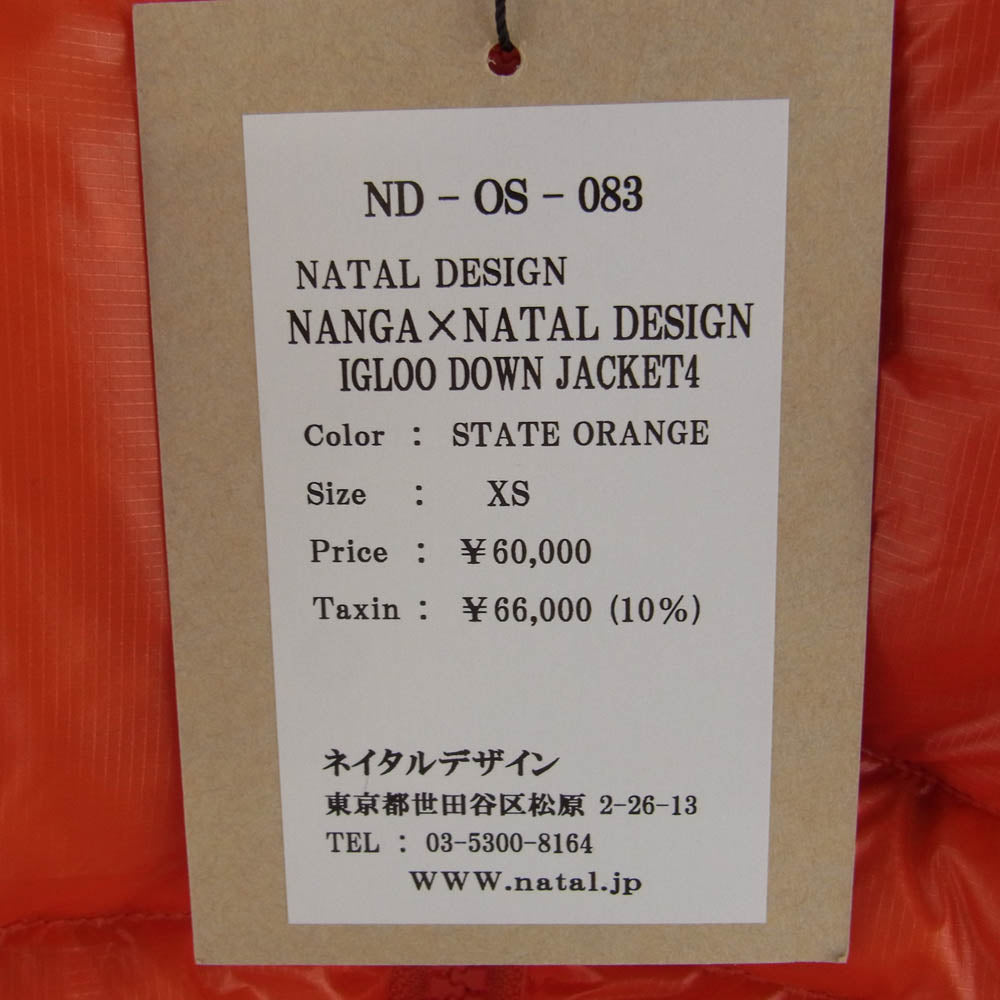 ND - OS - 083
NATAL DESIGN
NANGA×NATAL DESIGN
IGLOO DOWN JACKET4
Color : STATE ORANGE
Size : XS
Price : ¥60,000
Taxin : ¥66,000 (10%)
ネイタルデザイン
東京都世田谷区松原 2-26-13
TEL : 03-5300-8164
WWW.natal.jp